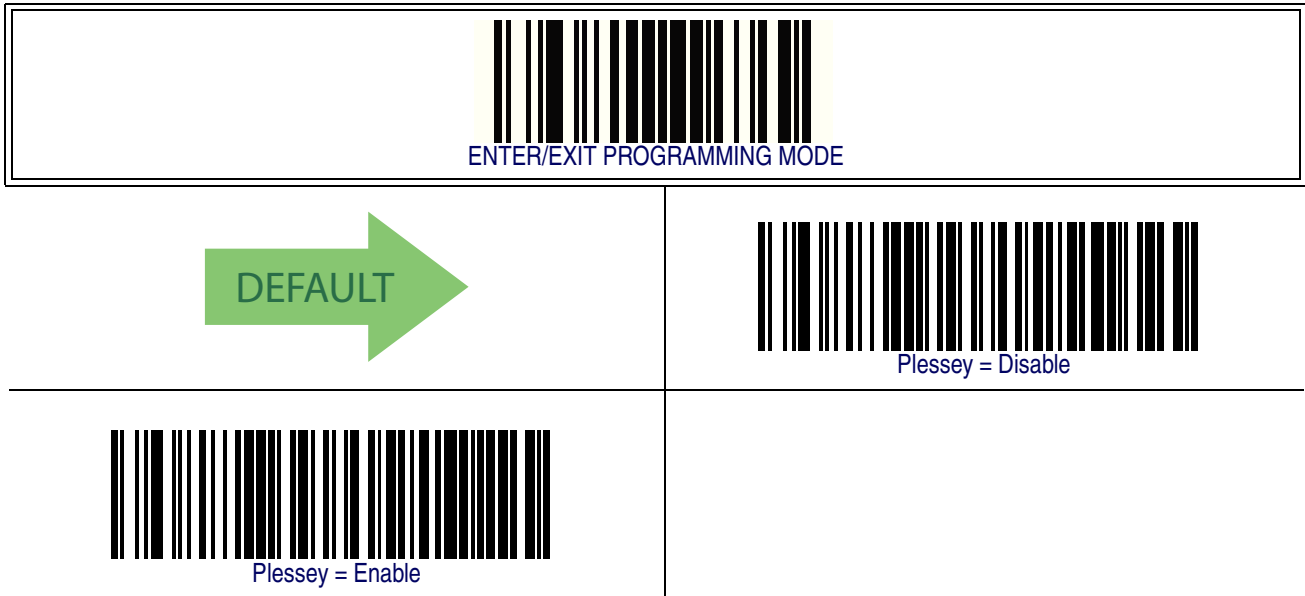 ENTER/EXIT PROGRAMMING MODE
DEFAULT
Plessey = Disable
Plessey = Enable